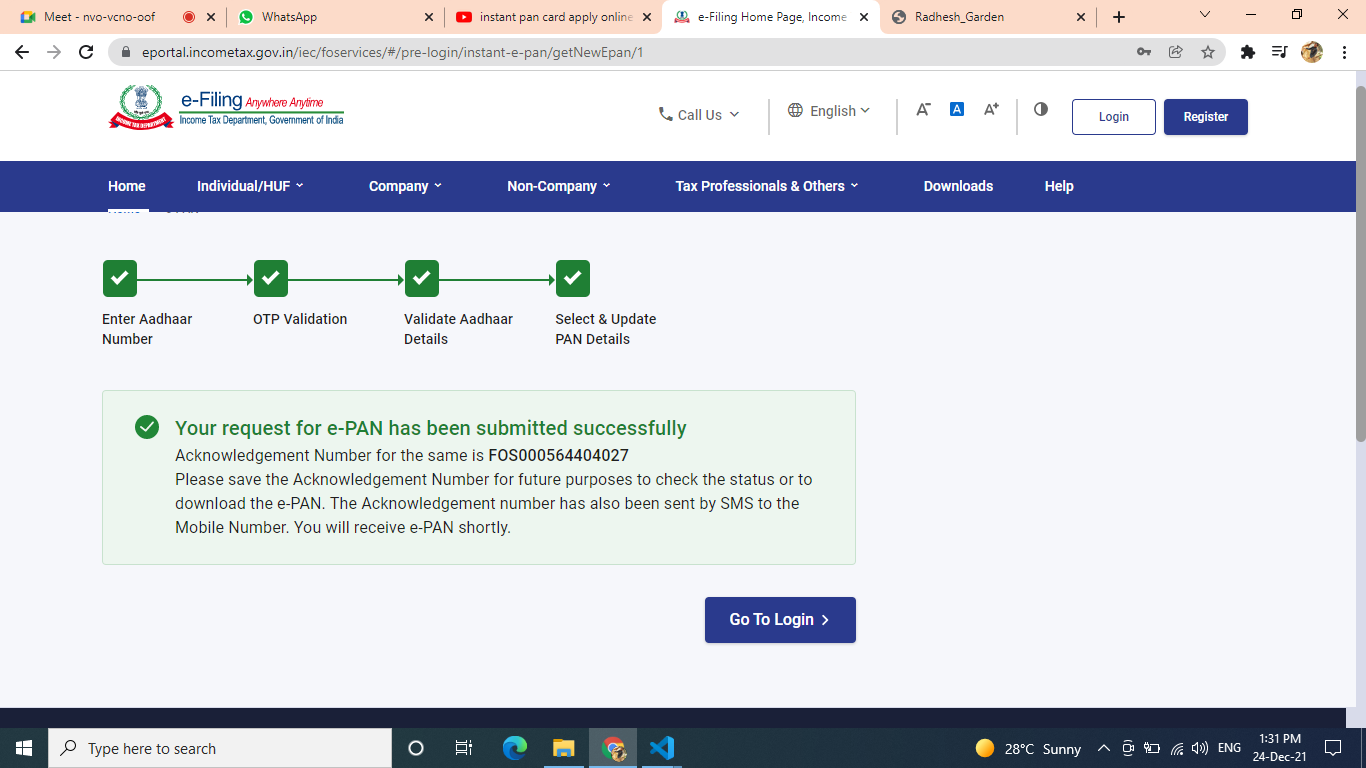 Meet - nvo-vcno-oof
WhatsApp
instant pan card apply online
e-Filing Home Page, Income
Radhesh_Garden
eportal.incometax.gov.in/iec/foservices/#/pre-login/instant-e-pan/getNewEpan/1
e-Filing Anywhere Anytime
Income Tax Department, Government of India
INCOME TAX DEPARTMENT
Call Us
English
A-
A
A+
Login
Register
Home
Individual/HUF
Company
Non-Company
Tax Professionals & Others
Downloads
Help
Enter Aadhaar
Number
OTP Validation
Validate Aadhaar
Details
Select & Update
PAN Details
Your request for e-PAN has been submitted successfully
Acknowledgement Number for the same is FOS000564404027
Please save the Acknowledgement Number for future purposes to check the status or to
download the e-PAN. The Acknowledgement number has also been sent by SMS to the
Mobile Number. You will receive e-PAN shortly.
Go To Login
Type here to search
28°C Sunny
ENG
1:31 PM
24-Dec-21